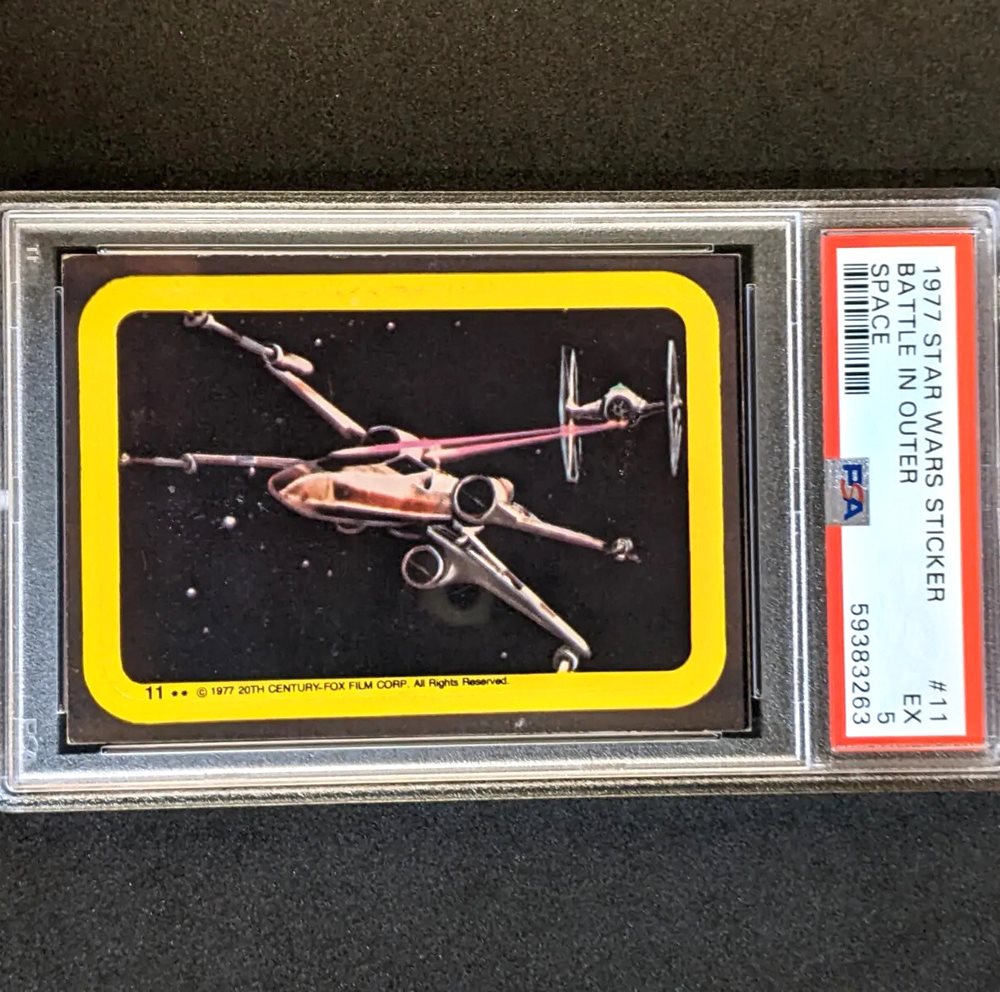 1977 STAR WARS STICKER #11
BATTLE IN OUTER EX
SPACE 5
PSA
59383263
11 ** © 1977 20TH CENTURY-FOX FILM CORP. All Rights Reserved.